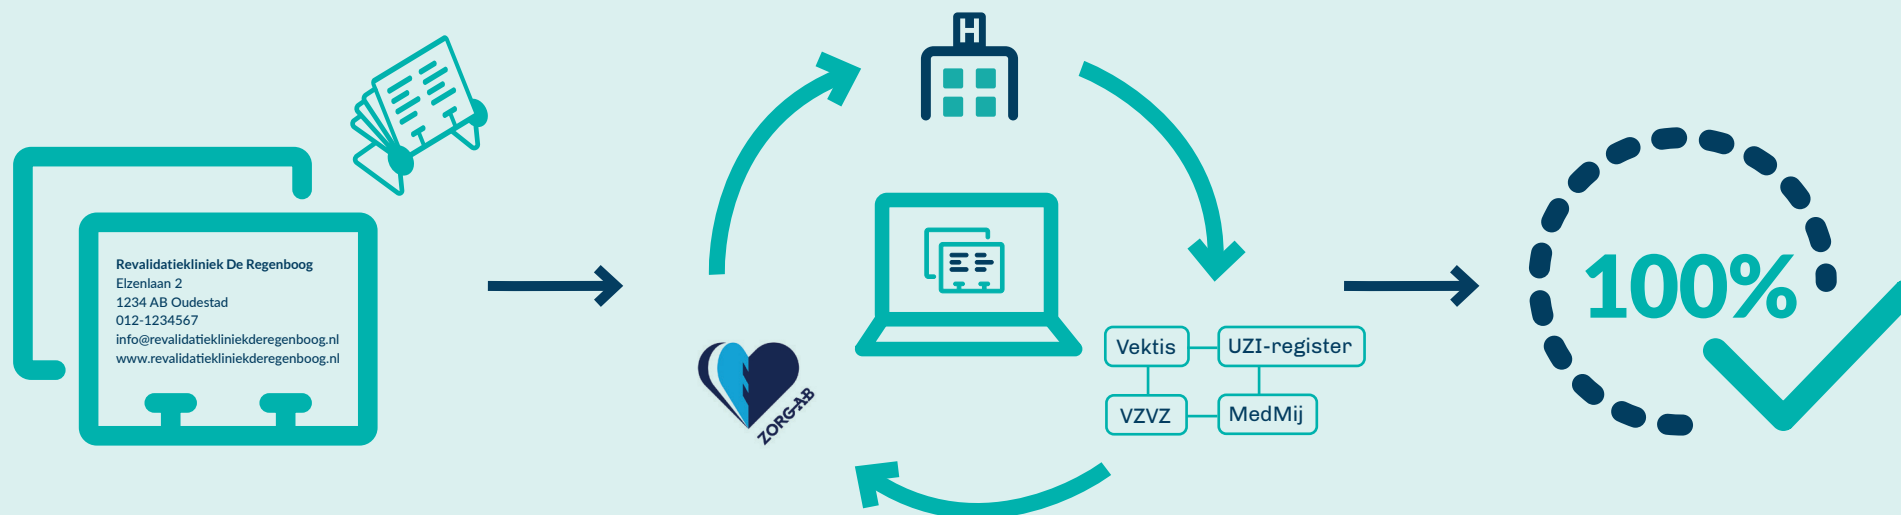 Revalidatiekliniek De Regenboog
Elzenlaan 2
1234 AB Oudestad
012-1234567
info@revalidatiekliniekderegenboog.nl
www.revalidatiekliniekderegenboog.nl
H
ZORG-AB
Vektis
UZI-register
VZVZ
MedMij
100%